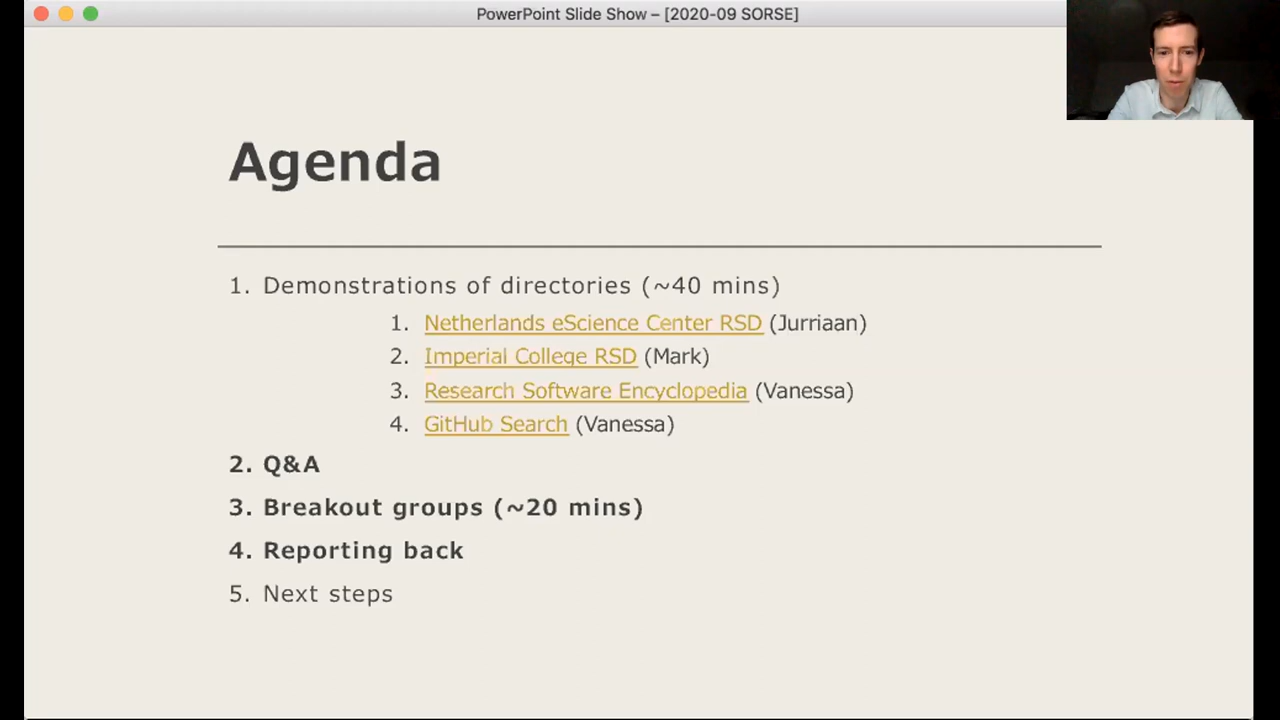 PowerPoint Slide Show – [2020-09 SORSE]
Agenda
1. Demonstrations of directories (~40 mins)
1. Netherlands eScience Center RSD (Jurriaan)
2. Imperial College RSD (Mark)
3. Research Software Encyclopedia (Vanessa)
4. GitHub Search (Vanessa)
2. Q&A
3. Breakout groups (~20 mins)
4. Reporting back
5. Next steps